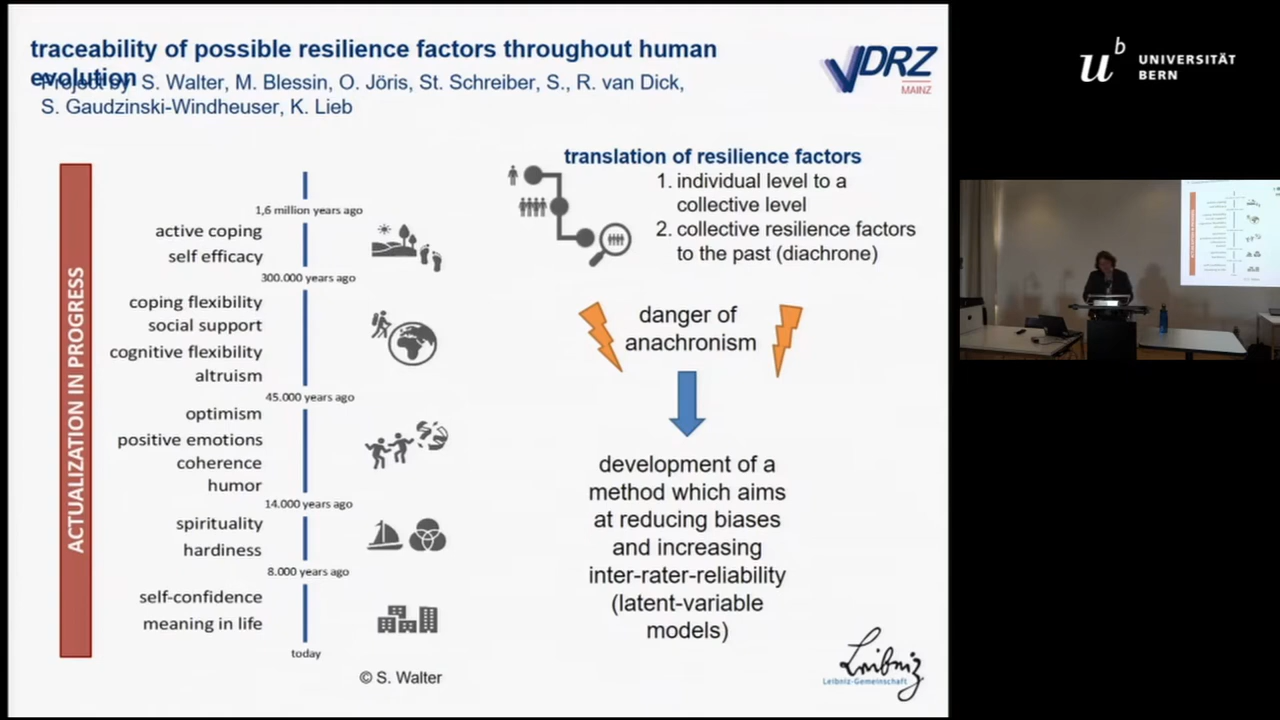 traceability of possible resilience factors throughout human
evolution
Project by S. Walter, M. Blessin, O. Jöris, St. Schreiber, S., R. van Dick,
S. Gaudzinski-Windheuser, K. Lieb
DRZ
MAINZ
ACTUALIZATION IN PROGRESS
1,6 million years ago
active coping
self efficacy
300.000 years ago
coping flexibility
social support
cognitive flexibility
altruism
45.000 years ago
optimism
positive emotions
coherence
humor
14.000 years ago
spirituality
hardiness
8.000 years ago
self-confidence
meaning in life
today
© S. Walter
translation of resilience factors
1. individual level to a
collective level
2. collective resilience factors
to the past (diachrone)
danger of
anachronism
development of a
method which aims
at reducing biases
and increasing
inter-rater-reliability
(latent-variable
models)
Leibniz
Leibniz-Gemeinschaft
u b
UNIVERSITÄT
BERN